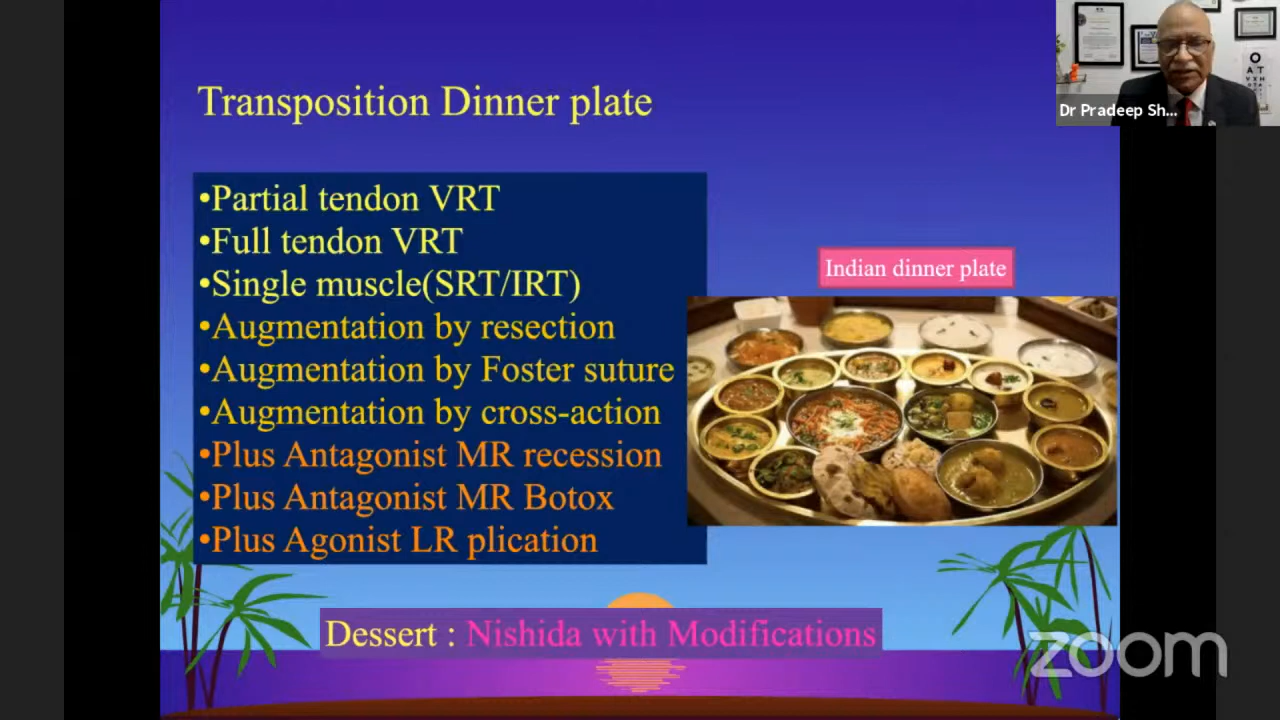 Transposition Dinner plate
•Partial tendon VRT
•Full tendon VRT
•Single muscle(SRT/IRT)
•Augmentation by resection
•Augmentation by Foster suture
•Augmentation by cross-action
•Plus Antagonist MR recession
•Plus Antagonist MR Botox
•Plus Agonist LR plication
Indian dinner plate
Dessert : Nishida with Modifications
Dr Pradeep Sh...
zoom